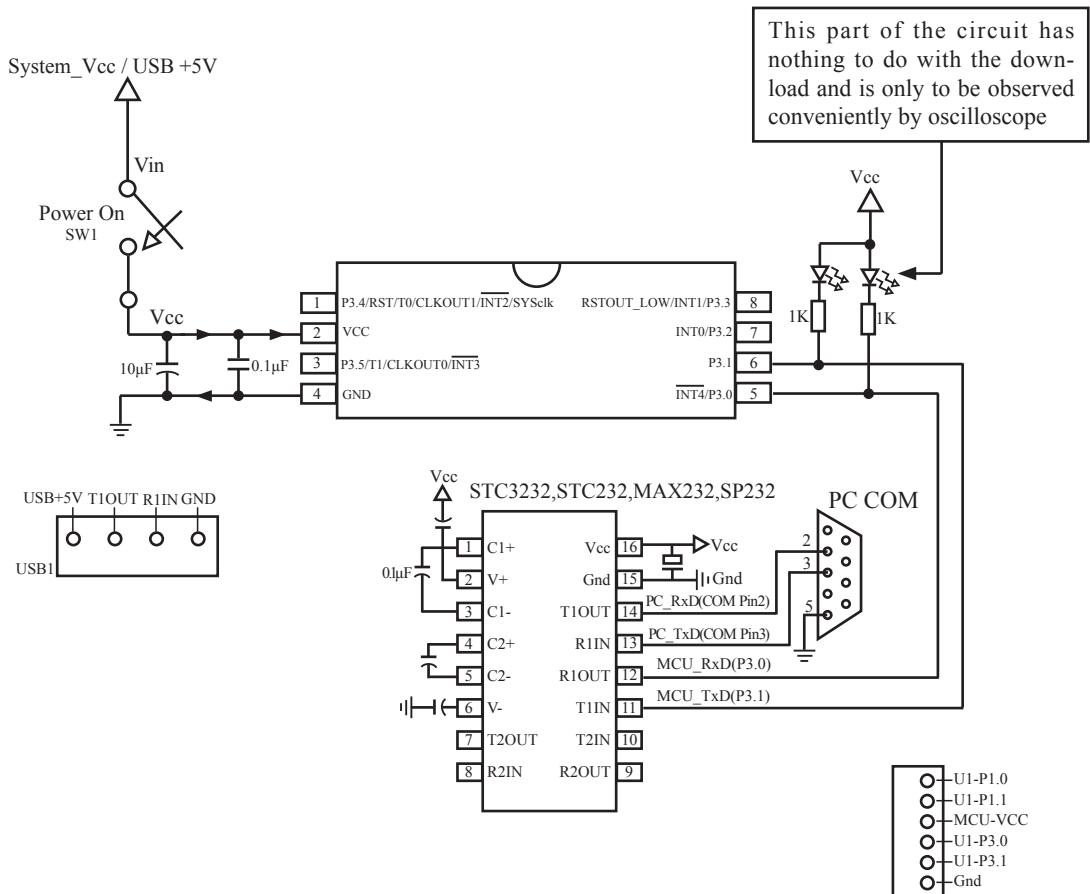 This part of the circuit has
nothing to do with the down-
load and is only to be observed
conveniently by oscilloscope
System_Vcc / USB +5V
Vin
Power On
SW1
Vcc
10μF
0.1μF
1 P3.4/RST/T0/CLKOUT1/INT2/SYSclk
2 VCC
3 P3.5/T1/CLKOUT0/INT3
4 GND
RSTOUT_LOW/INT1/P3.3 8
INT0/P3.2 7
P3.1 6
INT4/P3.0 5
Vcc
1K
1K
USB+5V T1OUT R1IN GND
USB1
Vcc
STC3232,STC232,MAX232,SP232
0.1μF
1 C1+
2 V+
3 C1-
4 C2+
5 C2-
6 V-
7 T2OUT
8 R2IN
Vcc 16
Gnd 15
T1OUT 14
R1IN 13
R1OUT 12
T1IN 11
T2IN 10
R2OUT 9
Vcc
Gnd
PC_RxD(COM Pin2)
PC_TxD(COM Pin3)
MCU_RxD(P3.0)
MCU_TxD(P3.1)
PC COM
2
3
5
U1-P1.0
U1-P1.1
MCU-VCC
U1-P3.0
U1-P3.1
Gnd